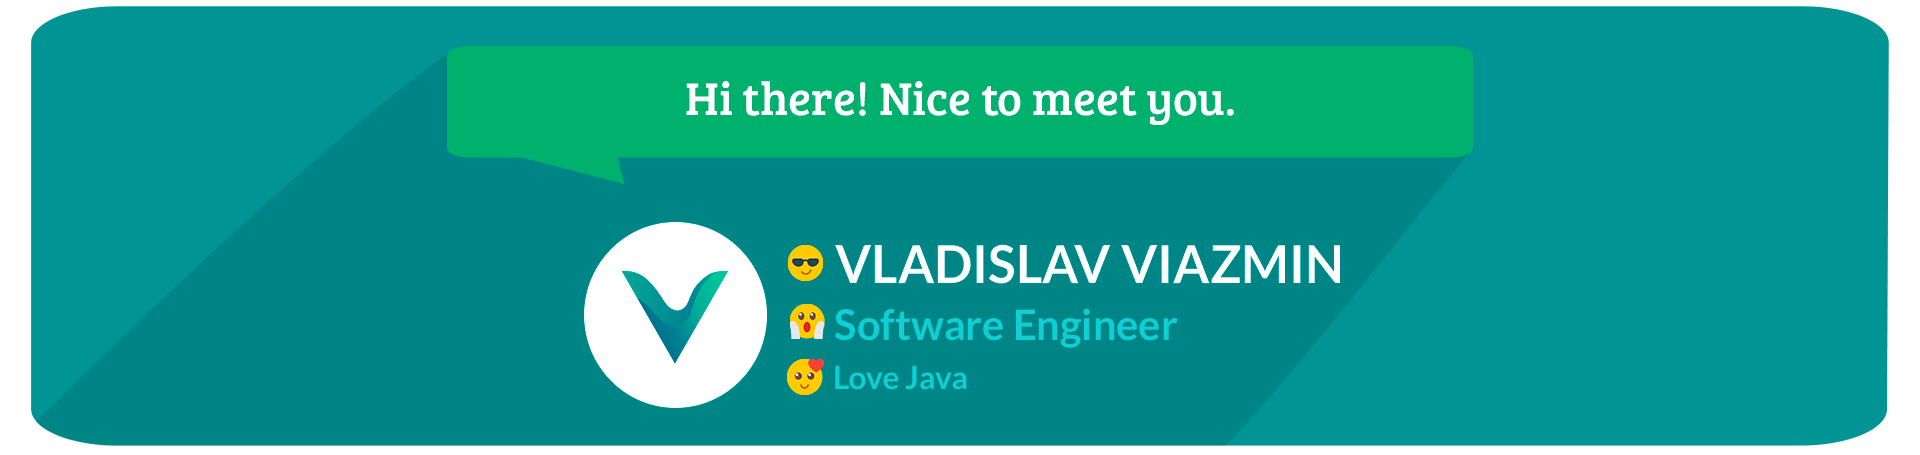 Hi there! Nice to meet you.
VLADISLAV VIAZMIN
Software Engineer
Love Java